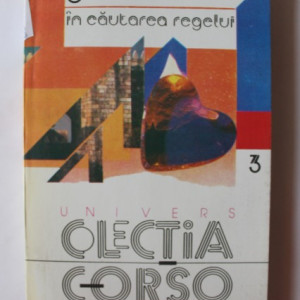 în căutarea regelui
3
UNIVERS
COLECȚIA
CORSO